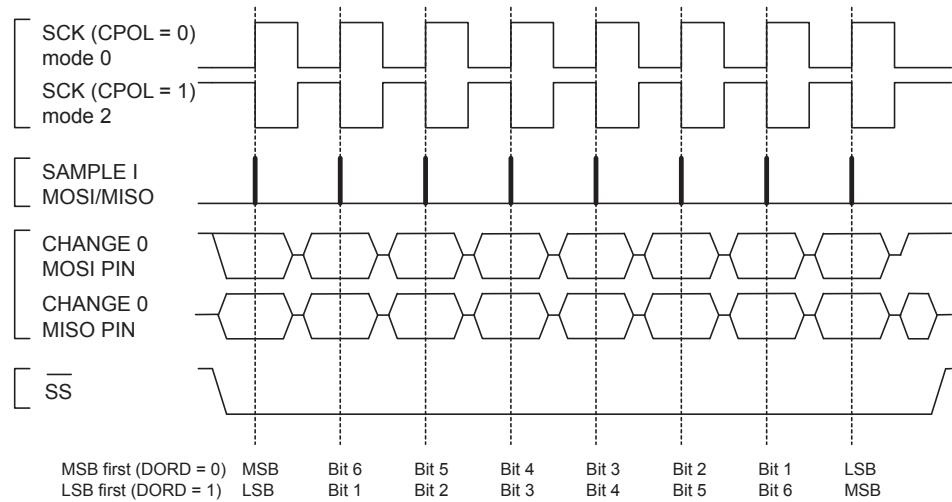 SCK (CPOL = 0)
mode 0
SCK (CPOL = 1)
mode 2
SAMPLE I
MOSI/MISO
CHANGE 0
MOSI PIN
CHANGE 0
MISO PIN
SS
MSB first (DORD = 0) MSB Bit 6 Bit 5 Bit 4 Bit 3 Bit 2 Bit 1 LSB
LSB first (DORD = 1) LSB Bit 1 Bit 2 Bit 3 Bit 4 Bit 5 Bit 6 MSB